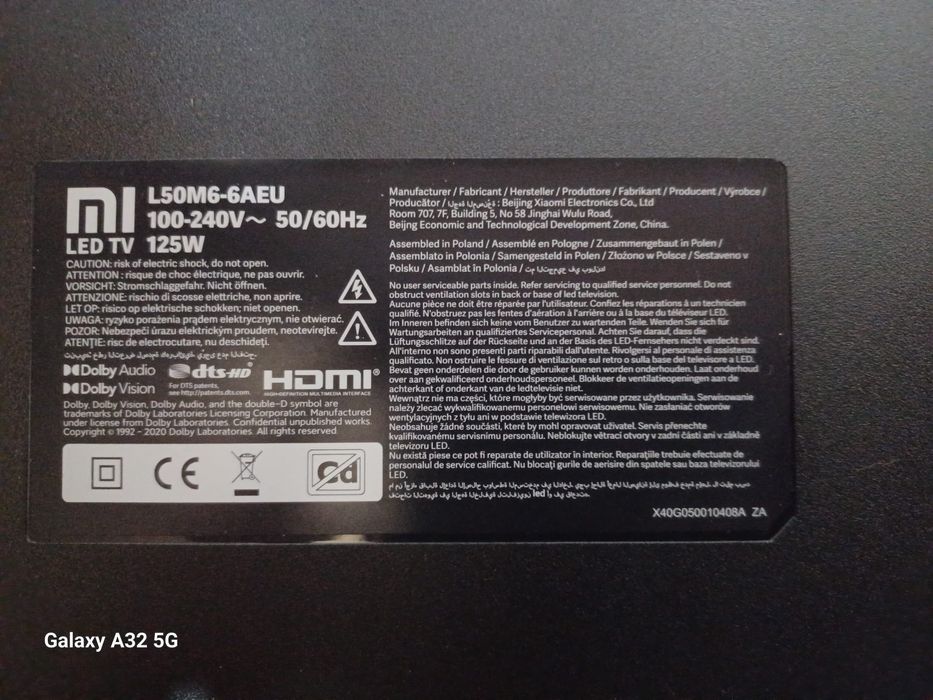 MI
L50M6-6AEU
100-240V~ 50/60Hz
LED TV 125W
CAUTION: risk of electric shock, do not open.
ATTENTION : risque de choc électrique, ne pas ouvrir.
VORSICHT: Stromschlaggefahr. Nicht öffnen.
ATTENZIONE: rischio di scosse elettriche, non aprire.
LET OP: risico op elektrische schokken; niet openen.
UWAGA: ryzyko porażenia prądem elektrycznym, nie otwierać.
POZOR: Nebezpečí úrazu elektrickým proudem, neotevírejte.
ATENȚIE: risc de electrocutare, nu deschideți.
Dolby Audio
Dolby Vision
dts-HD
For DTS patents,
see http://patents.dts.com.
HDMI®
HIGH-DEFINITION MULTIMEDIA INTERFACE
Dolby, Dolby Vision, Dolby Audio, and the double-D symbol are
trademarks of Dolby Laboratories Licensing Corporation. Manufactured
under license from Dolby Laboratories. Confidential unpublished works.
Copyright © 1992 - 2020 Dolby Laboratories. All rights reserved.
CE
Cd
Manufacturer / Fabricant / Hersteller / Produttore / Fabrikant / Producent / Výrobce /
Producător / : Beijing Xiaomi Electronics Co., Ltd
Room 707, 7F, Building 5, No 58 Jinghai Wulu Road,
Beijng Economic and Technological Development Zone, China.
Assembled in Poland / Assemblé en Pologne / Zusammengebaut in Polen /
Assemblato in Polonia / Samengesteld in Polen / Złożono w Polsce / Sestaveno v
Polsku / Asamblat în Polonia /
No user serviceable parts inside. Refer servicing to qualified service personnel. Do not
obstruct ventilation slots in back or base of led television.
Aucune pièce ne doit être réparée par l'utilisateur. Confiez les réparations à un technicien
qualifié. N'obstruez pas les fentes d'aération à l'arrière ou à la base du téléviseur LED.
Im Inneren befinden sich keine vom Benutzer zu wartenden Teile. Wenden Sie sich für
Wartungsarbeiten an qualifiziertes Servicepersonal. Achten Sie darauf, dass die
Lüftungsschlitze auf der Rückseite und an der Basis des LED-Fernsehers nicht verdeckt sind.
All'interno non sono presenti parti riparabili dall'utente. Rivolgersi al personale di assistenza
qualificato. Non ostruire le fessure di ventilazione sul retro o sulla base del televisore a LED.
Bevat geen onderdelen die door de gebruiker kunnen worden onderhouden. Laat onderhoud
over aan gekwalificeerd onderhoudspersoneel. Blokkeer de ventilatieopeningen aan de
achterkant of onderkant van de ledtelevisie niet.
Wewnątrz nie ma części, które mogłyby być serwisowane przez użytkownika. Serwisowanie
należy zlecać wykwalifikowanemu personelowi serwisowemu. Nie zasłaniać otworów
wentylacyjnych z tyłu ani w podstawie telewizora LED.
Neobsahuje žádné součásti, které by mohl opravovat uživatel. Servis přenechte
kvalifikovanému servisnímu personálu. Neblokujte větrací otvory v zadní části ani v základně
televizoru LED.
Nu există piese ce pot fi reparate de utilizator în interior. Reparațiile trebuie efectuate de
personalul de service calificat. Nu blocați gurile de aerisire din spatele sau baza televizorului
LED.
led
X40G050010408A ZA
Galaxy A32 5G